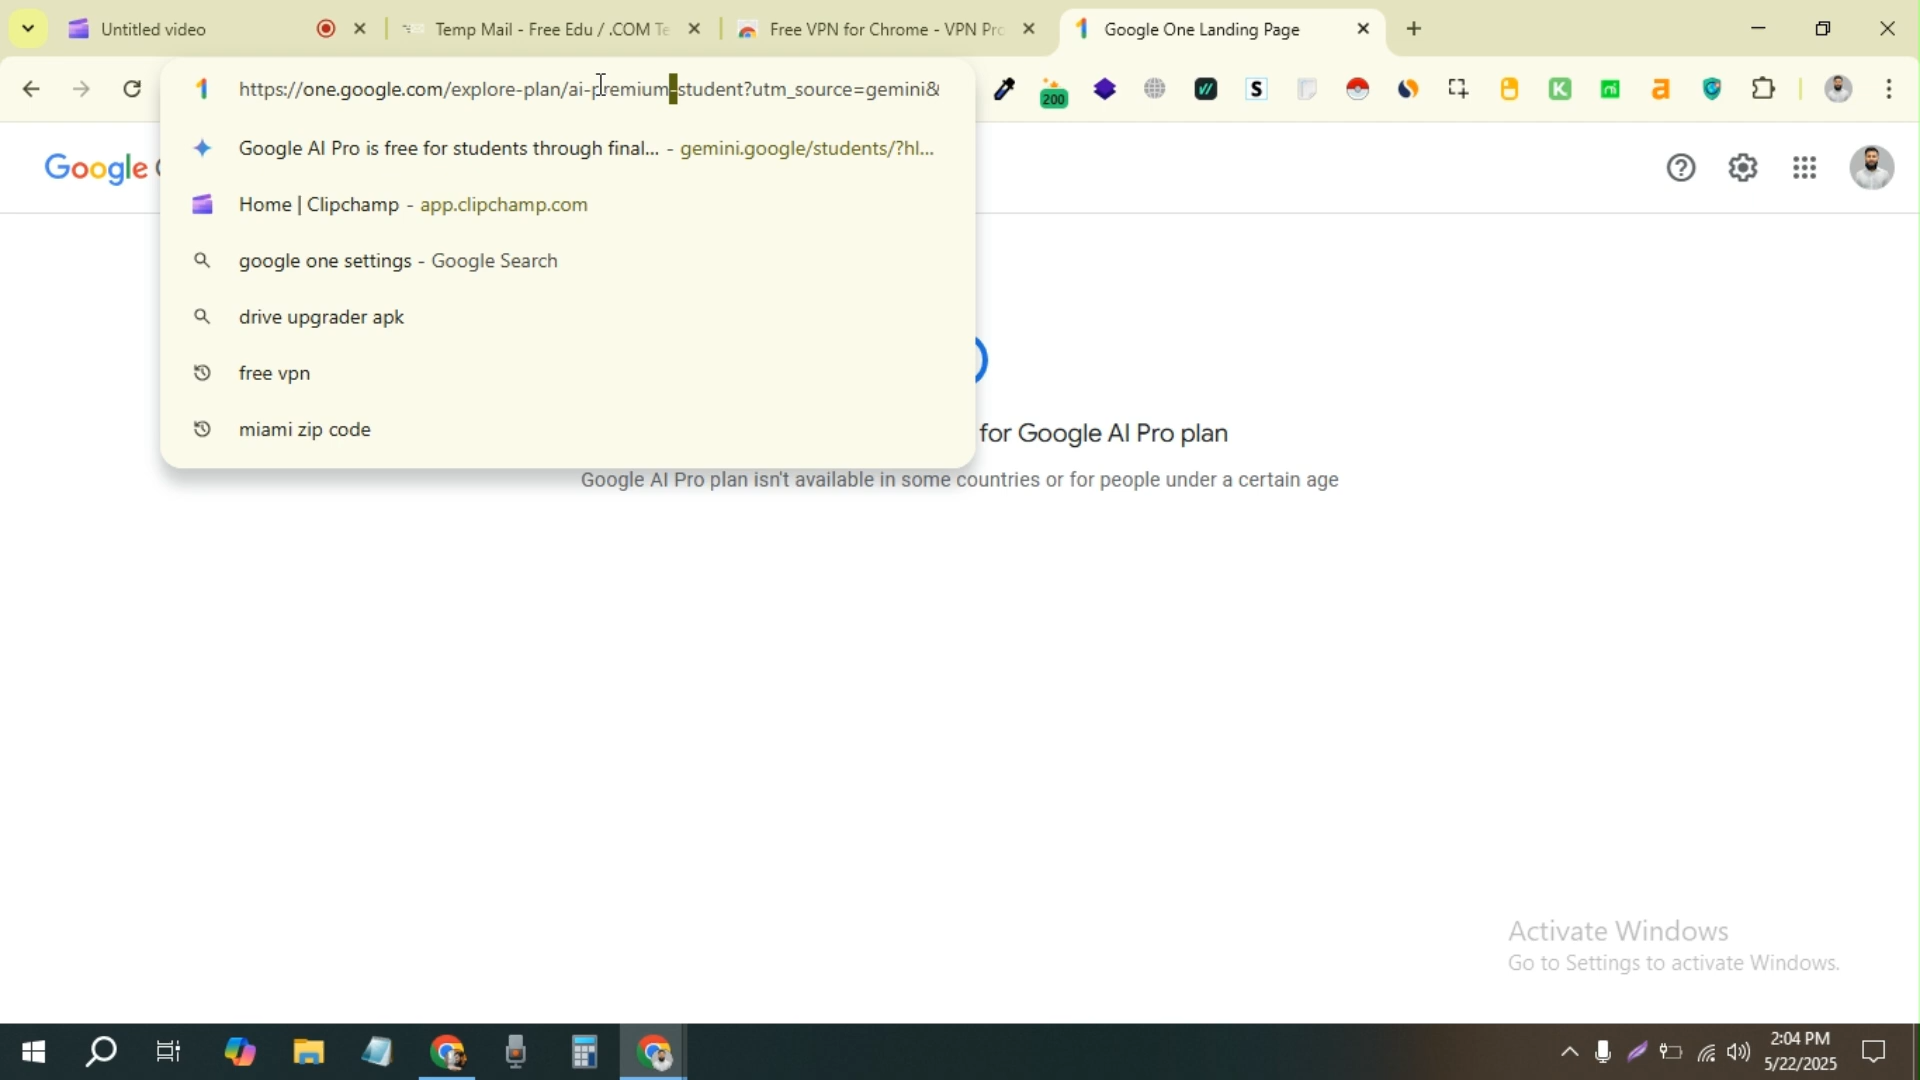 Untitled video
Temp Mail - Free Edu / .COM Te
Free VPN for Chrome - VPN Pro
Google One Landing Page
https://one.google.com/explore-plan/ai-premium-student?utm_source=gemini&
200
Google
Google AI Pro is free for students through final... - gemini.google/students/?hl...
Home | Clipchamp - app.clipchamp.com
google one settings - Google Search
drive upgrader apk
free vpn
miami zip code
for Google AI Pro plan
Google AI Pro plan isn't available in some countries or for people under a certain age
Activate Windows
Go to Settings to activate Windows.
2:04 PM
5/22/2025